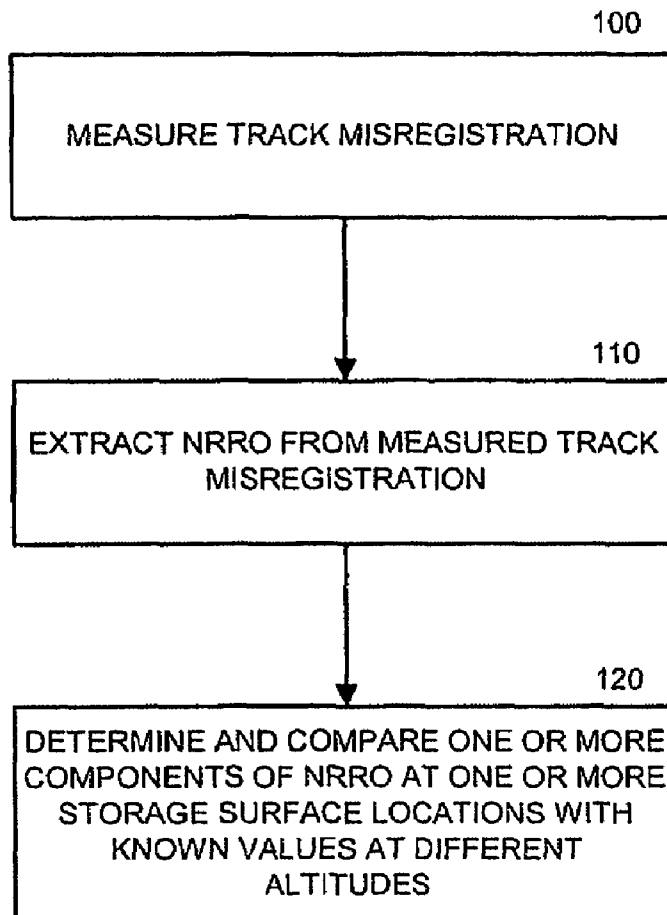 100
MEASURE TRACK MISREGISTRATION
110
EXTRACT NRRO FROM MEASURED TRACK
MISREGISTRATION
120
DETERMINE AND COMPARE ONE OR MORE
COMPONENTS OF NRRO AT ONE OR MORE
STORAGE SURFACE LOCATIONS WITH
KNOWN VALUES AT DIFFERENT
ALTITUDES